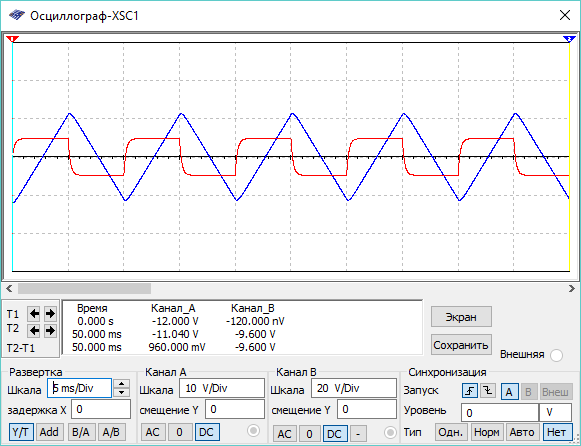 Осциллограф-XSC1
1
2
T1
T2
T2-T1
Время Канал_A Канал_B
0.000 s -12.000 V -120.000 nV
50.000 ms -11.040 V -9.600 V
50.000 ms 960.000 mV -9.600 V
Экран
Сохранить
Внешняя
Развертка
Шкала 5 ms/Div
задержка X 0
Y/T Add B/A A/B
Канал A
Шкала 10 V/Div
смещение Y 0
AC 0 DC
Канал B
Шкала 20 V/Div
смещение Y 0
AC 0 DC -
Синхронизация
Запуск A B Внеш
Уровень 0 V
Тип Одн. Норм Авто Нет